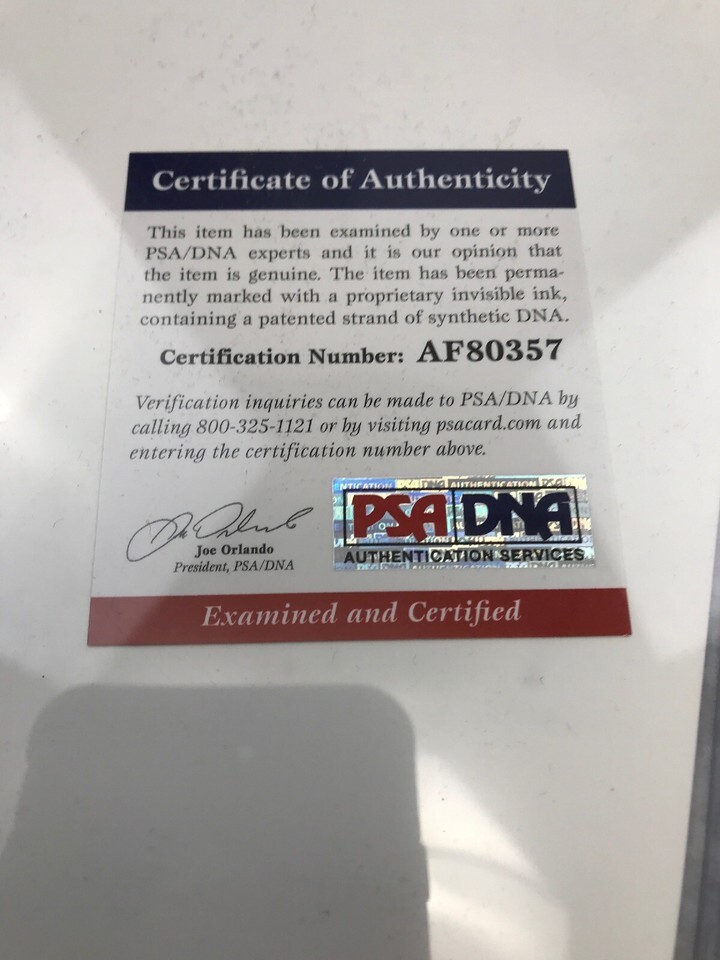 Certificate of Authenticity
This item has been examined by one or more
PSA/DNA experts and it is our opinion that
the item is genuine. The item has been perma-
nently marked with a proprietary invisible ink,
containing a patented strand of synthetic DNA.
Certification Number: AF80357
Verification inquiries can be made to PSA/DNA by
calling 800-325-1121 or by visiting psacard.com and
entering the certification number above.
Joe Orlando
President, PSA/DNA
PSA DNA
AUTHENTICATION SERVICES
Examined and Certified